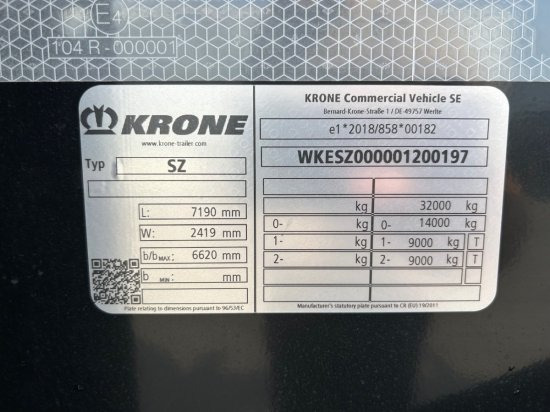 E4
104 R-000001
KRONE
www.krone-trailer.com
Typ SZ
L: 7190 mm
W: 2419 mm
b/bMAX: 6620 mm
b MIN: mm
Plate relating to dimensions pursuant to 96/53/EC
KRONE Commercial Vehicle SE
Bernard-Krone-Straße 1 / DE-49757 Werlte
e1*2018/858*00182
WKESZ000001200197
kg 32000 kg
0- kg 0- 14000 kg
1- kg 1- 9000 kg T
2- kg 2- 9000 kg T
Manufacturer's statutory plate pursuant to CR (EU) 19/2011